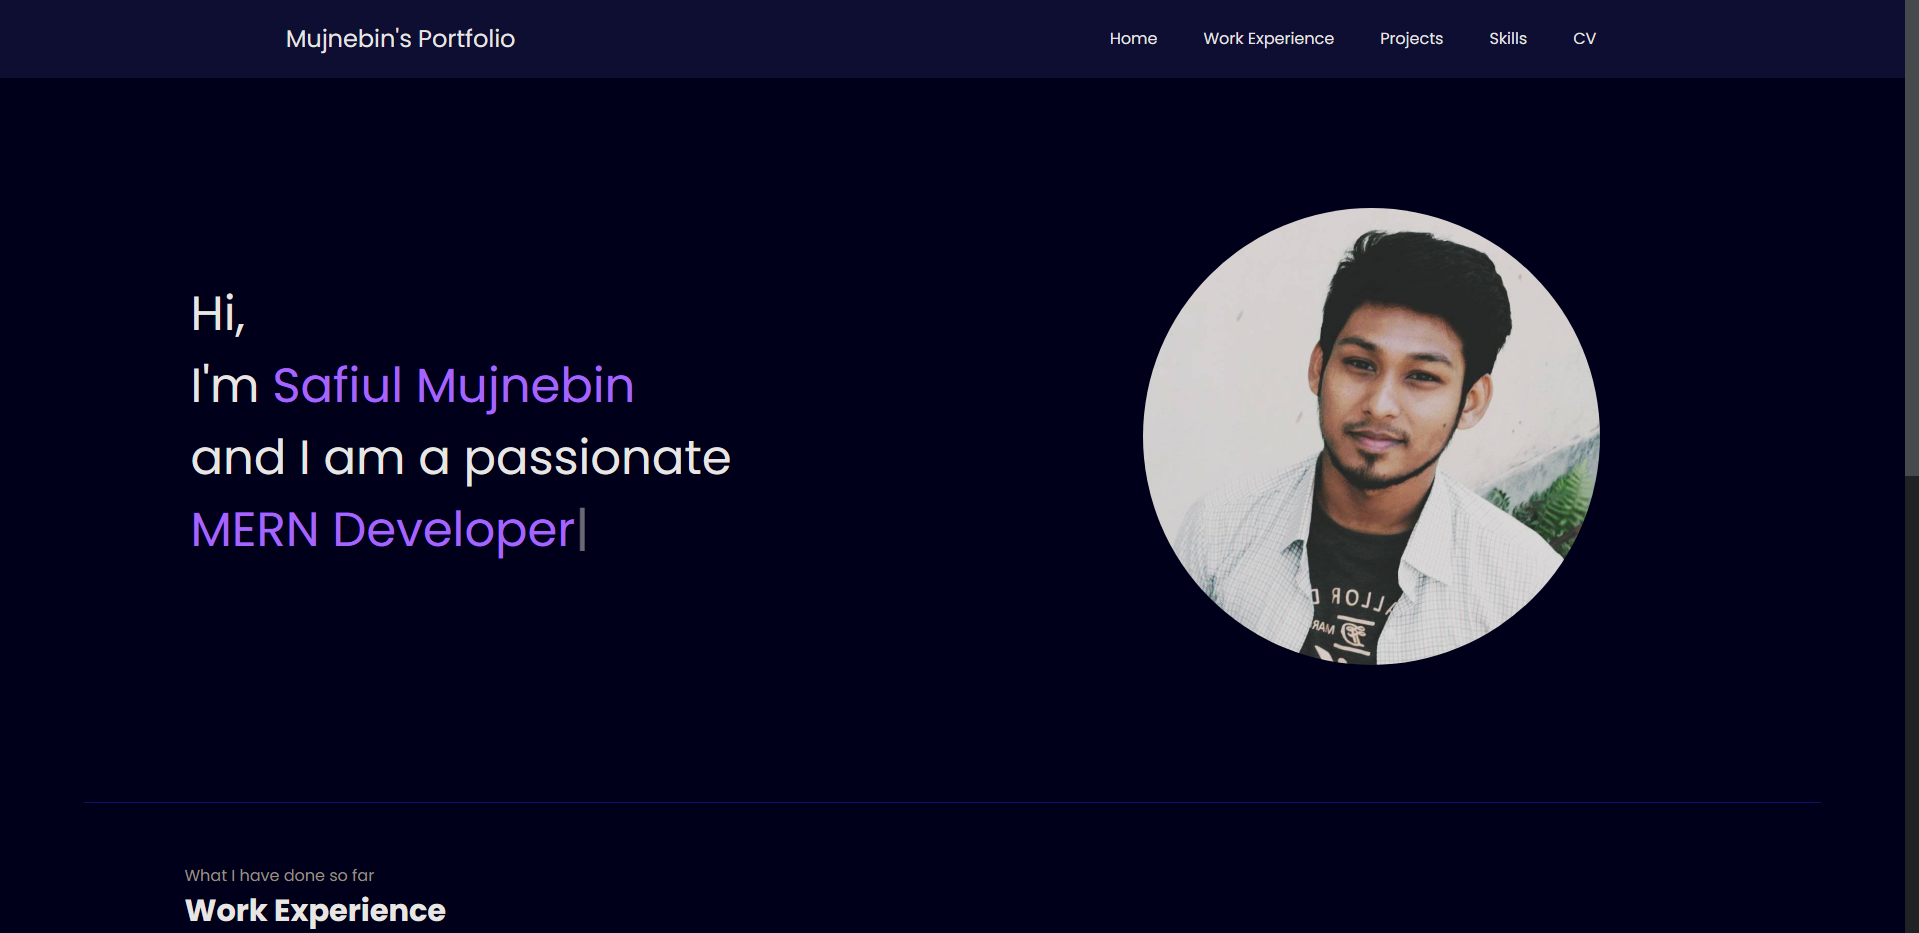 Mujnebin's Portfolio
Home Work Experience Projects Skills CV
Hi,
I'm Safiul Mujnebin
and I am a passionate
MERN Developer
What I have done so far
Work Experience